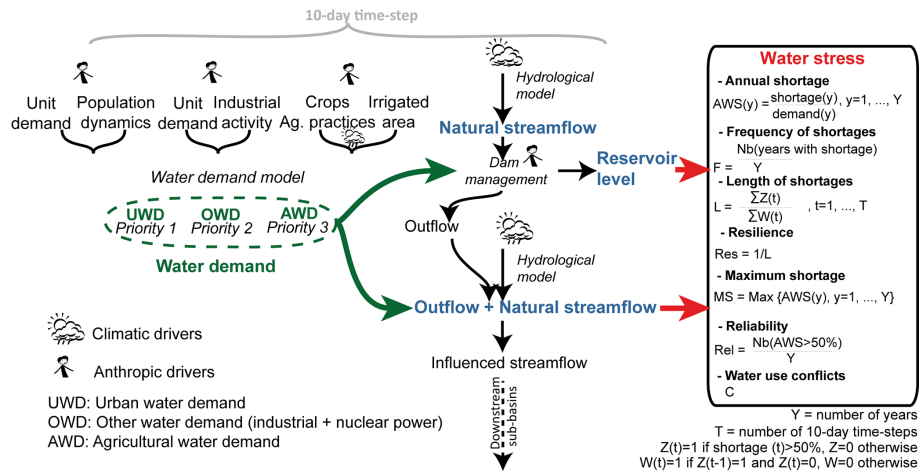 10-day time-step
Unit demand
Population dynamics
Unit demand
Industrial activity
Crops
Ag. practices
Irrigated area
Water demand model
UWD
Priority 1
OWD
Priority 2
AWD
Priority 3
Water demand
Climatic drivers
Anthropic drivers
UWD: Urban water demand
OWD: Other water demand (industrial + nuclear power)
AWD: Agricultural water demand
Hydrological
model
Natural streamflow
Dam
management
Reservoir
level
Outflow
Hydrological
model
Outflow + Natural streamflow
Influenced streamflow
Downstream
sub-basins
Water stress
- Annual shortage
AWS(y) = shortage(y) , y=1, ..., Y
demand(y)
- Frequency of shortages
Nb(years with shortage)
F =
Y
- Length of shortages
L = ∑Z(t) , t=1, ..., T
∑W(t)
- Resilience
Res = 1/L
- Maximum shortage
MS = Max {AWS(y), y=1, ..., Y}
- Reliability
Rel = Nb(AWS>50%)
Y
- Water use conflicts
C
Y = number of years
T = number of 10-day time-steps
Z(t)=1 if shortage (t)>50%, Z=0 otherwise
W(t)=1 if Z(t-1)=1 and Z(t)=0, W=0 otherwise